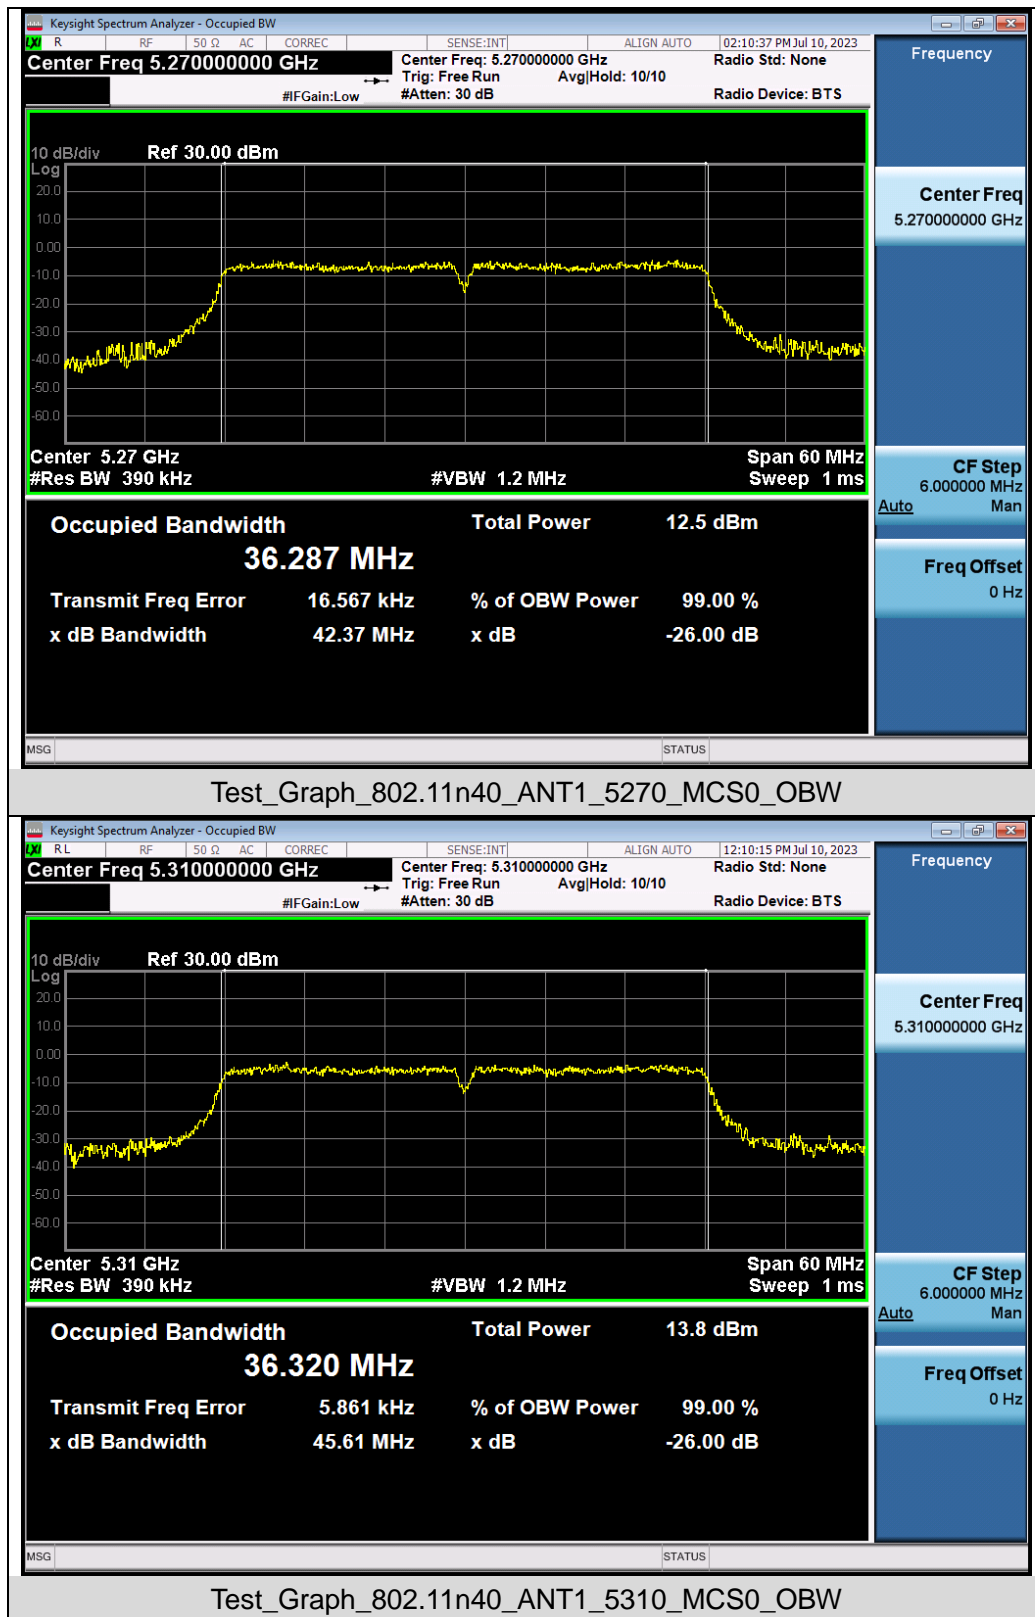 Keysight Spectrum Analyzer - Occupied BW
LXI R RF 50 Ω AC CORREC SENSE:INT ALIGN AUTO 02:10:37 PM Jul 10, 2023
Center Freq 5.270000000 GHz
Center Freq: 5.270000000 GHz Radio Std: None
Trig: Free Run Avg|Hold: 10/10
#IFGain:Low #Atten: 30 dB Radio Device: BTS
10 dB/div Ref 30.00 dBm
Log
20.0
10.0
0.00
-10.0
-20.0
-30.0
-40.0
-50.0
-60.0
Center 5.27 GHz Span 60 MHz
#Res BW 390 kHz #VBW 1.2 MHz Sweep 1 ms
Occupied Bandwidth Total Power 12.5 dBm
36.287 MHz
Transmit Freq Error 16.567 kHz % of OBW Power 99.00 %
x dB Bandwidth 42.37 MHz x dB -26.00 dB
MSG STATUS
Frequency
Center Freq
5.270000000 GHz
CF Step
6.000000 MHz
Auto Man
Freq Offset
0 Hz
Test_Graph_802.11n40_ANT1_5270_MCS0_OBW
Keysight Spectrum Analyzer - Occupied BW
LXI RL RF 50 Ω AC CORREC SENSE:INT ALIGN AUTO 12:10:15 PM Jul 10, 2023
Center Freq 5.310000000 GHz
Center Freq: 5.310000000 GHz Radio Std: None
Trig: Free Run Avg|Hold: 10/10
#IFGain:Low #Atten: 30 dB Radio Device: BTS
10 dB/div Ref 30.00 dBm
Log
20.0
10.0
0.00
-10.0
-20.0
-30.0
-40.0
-50.0
-60.0
Center 5.31 GHz Span 60 MHz
#Res BW 390 kHz #VBW 1.2 MHz Sweep 1 ms
Occupied Bandwidth Total Power 13.8 dBm
36.320 MHz
Transmit Freq Error 5.861 kHz % of OBW Power 99.00 %
x dB Bandwidth 45.61 MHz x dB -26.00 dB
MSG STATUS
Frequency
Center Freq
5.310000000 GHz
CF Step
6.000000 MHz
Auto Man
Freq Offset
0 Hz
Test_Graph_802.11n40_ANT1_5310_MCS0_OBW